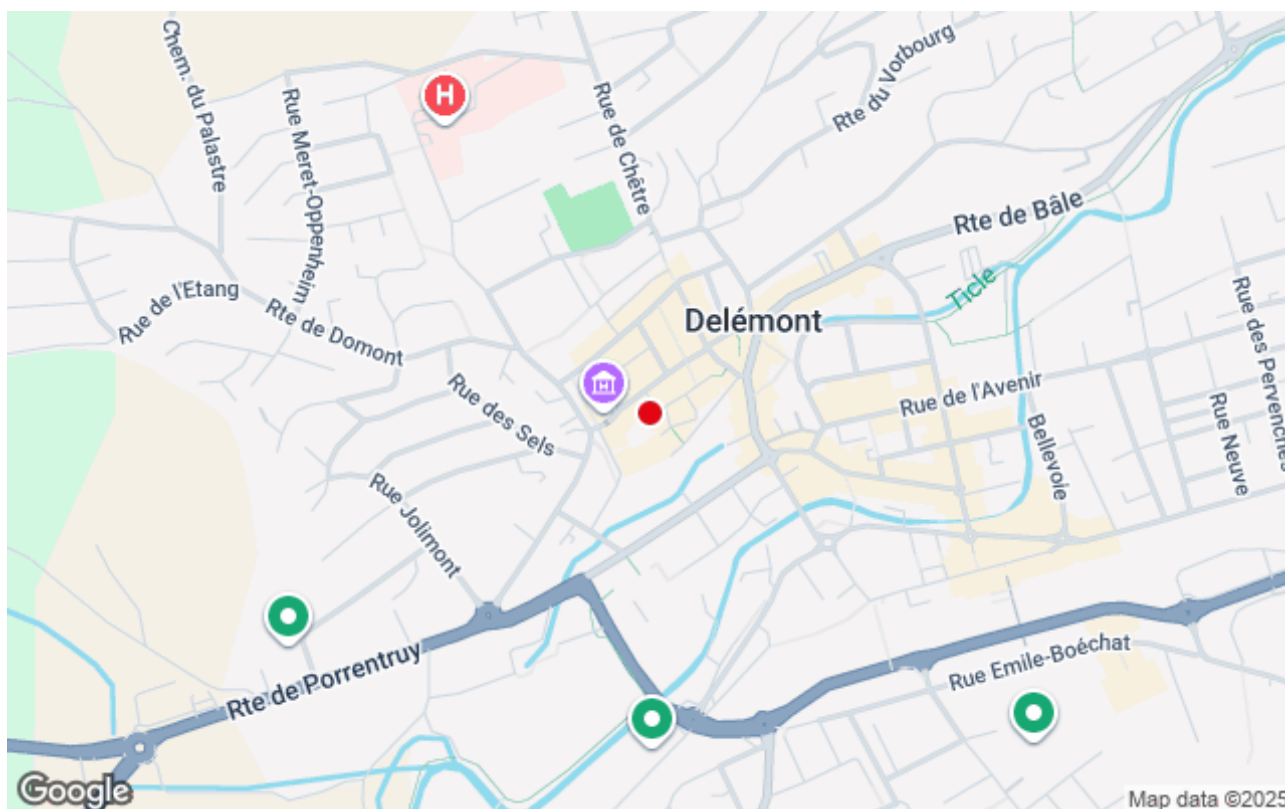 Chem. du Palastre
Rue Meret-Oppenheim
H
Rue de Chêtre
Rte du Vorbourg
Rte de Bâle
Ticle
Rue de l'Etang
Rte de Domont
Delémont
Rue des Pervenches
Rue de l'Avenir
Rue Neuve
Bellevoie
Rue des Sels
Rue Jolimont
Rte de Porrentruy
Rue Emile-Boéchat
Google
Map data ©2025